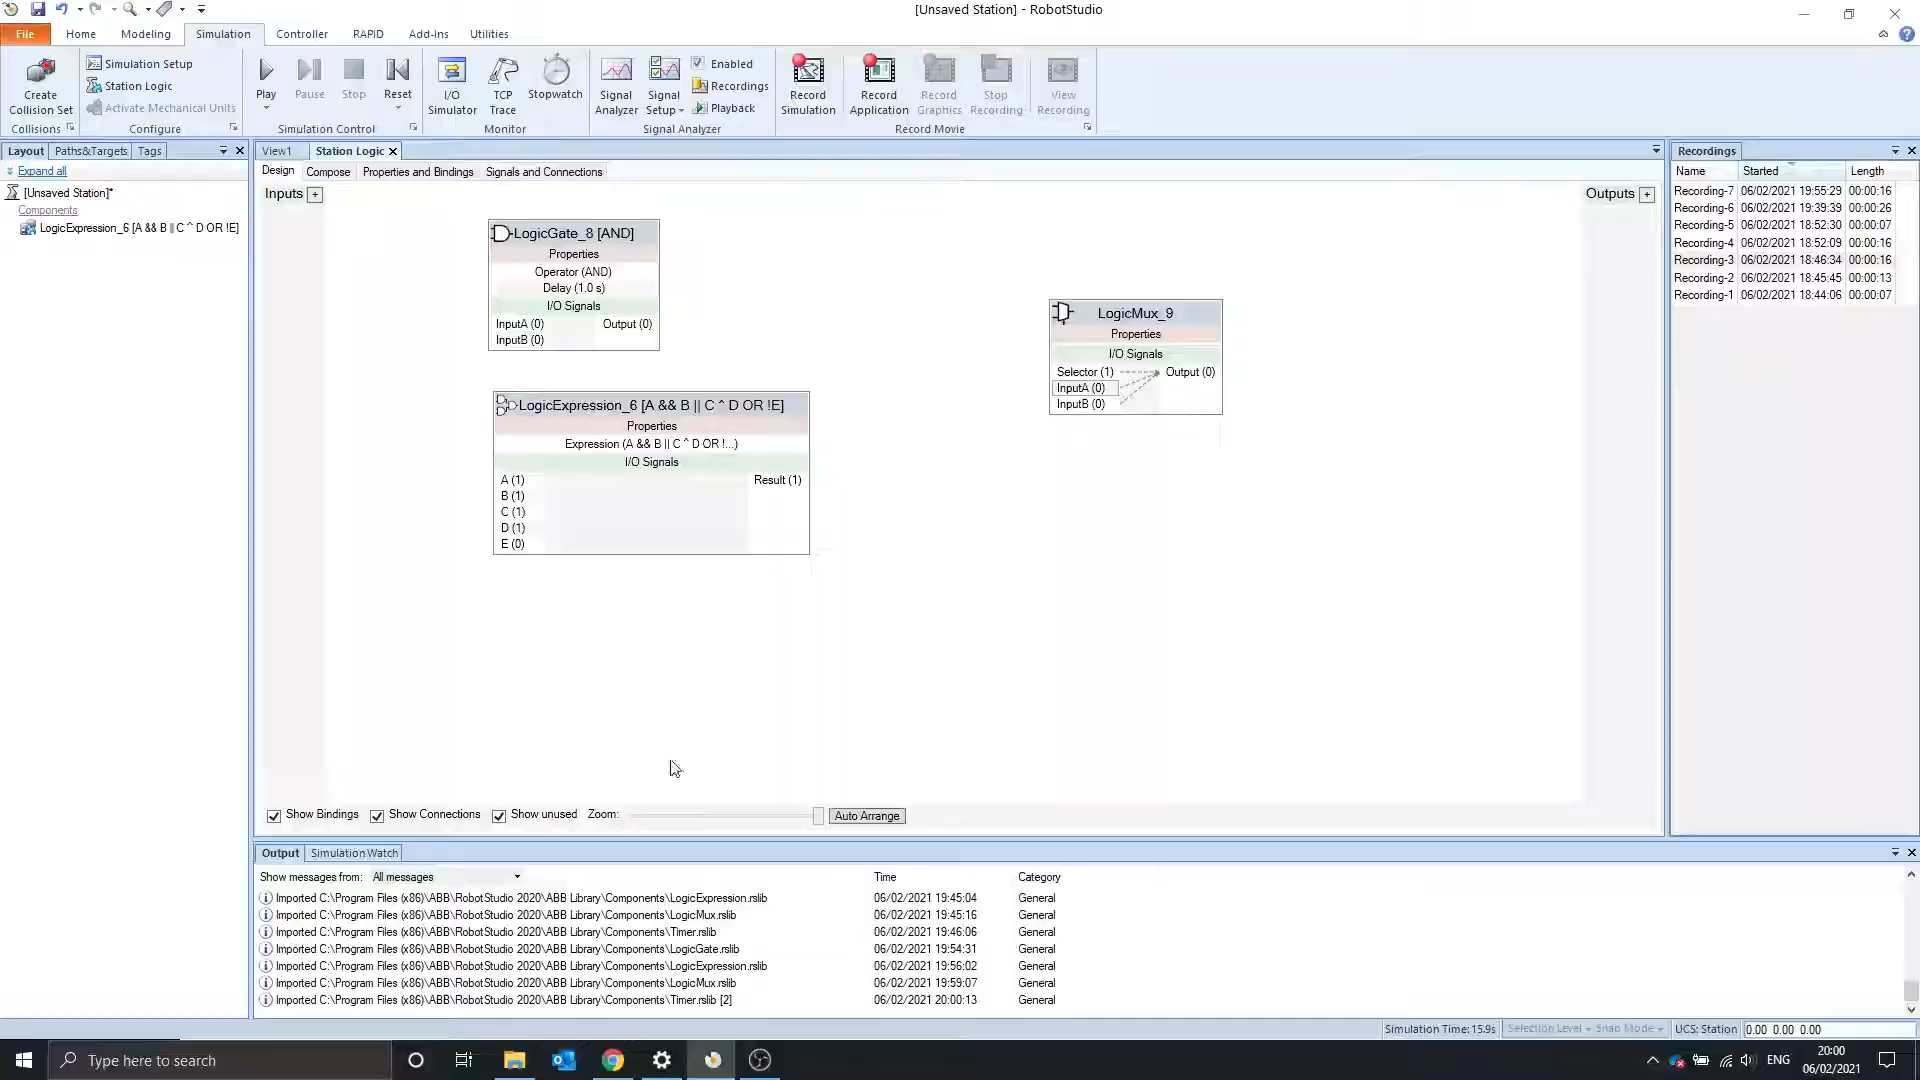 [Unsaved Station] - RobotStudio
File Home Modeling Simulation Controller RAPID Add-Ins Utilities
Create Collision Set
Collisions
Simulation Setup
Station Logic
Activate Mechanical Units
Configure
Play Pause Stop Reset
Simulation Control
I/O Simulator
TCP Trace
Stopwatch
Monitor
Signal Analyzer
Signal Setup
Enabled
Recordings
Playback
Signal Analyzer
Record Simulation
Record Application
Record Graphics
Stop Recording
View Recording
Record Movie
Layout Paths&Targets Tags
Expand all
[Unsaved Station]*
Components
LogicExpression_6 [A && B || C ^ D OR !E]
View1 Station Logic
Design Compose Properties and Bindings Signals and Connections
Inputs +
Outputs +
LogicGate_8 [AND]
Properties
Operator (AND)
Delay (1.0 s)
I/O Signals
InputA (0) Output (0)
InputB (0)
LogicExpression_6 [A && B || C ^ D OR !E]
Properties
Expression (A && B || C ^ D OR !...)
I/O Signals
A (1) Result (1)
B (1)
C (1)
D (1)
E (0)
LogicMux_9
Properties
I/O Signals
Selector (1) Output (0)
InputA (0)
InputB (0)
Show Bindings Show Connections Show unused Zoom: Auto Arrange
Recordings
Name Started Length
Recording-7 06/02/2021 19:55:29 00:00:16
Recording-6 06/02/2021 19:39:39 00:00:26
Recording-5 06/02/2021 18:52:30 00:00:07
Recording-4 06/02/2021 18:52:09 00:00:16
Recording-3 06/02/2021 18:46:34 00:00:16
Recording-2 06/02/2021 18:45:45 00:00:13
Recording-1 06/02/2021 18:44:06 00:00:07
Output Simulation Watch
Show messages from: All messages Time Category
Imported C:\Program Files (x86)\ABB\RobotStudio 2020\ABB Library\Components\LogicExpression.rslib 06/02/2021 19:45:04 General
Imported C:\Program Files (x86)\ABB\RobotStudio 2020\ABB Library\Components\LogicMux.rslib 06/02/2021 19:45:16 General
Imported C:\Program Files (x86)\ABB\RobotStudio 2020\ABB Library\Components\Timer.rslib 06/02/2021 19:46:06 General
Imported C:\Program Files (x86)\ABB\RobotStudio 2020\ABB Library\Components\LogicGate.rslib 06/02/2021 19:54:31 General
Imported C:\Program Files (x86)\ABB\RobotStudio 2020\ABB Library\Components\LogicExpression.rslib 06/02/2021 19:56:02 General
Imported C:\Program Files (x86)\ABB\RobotStudio 2020\ABB Library\Components\LogicMux.rslib 06/02/2021 19:59:07 General
Imported C:\Program Files (x86)\ABB\RobotStudio 2020\ABB Library\Components\Timer.rslib [2] 06/02/2021 20:00:13 General
Simulation Time: 15.9s Selection Level Snap Mode UCS: Station 0.00 0.00 0.00
Type here to search
ENG
20:00
06/02/2021